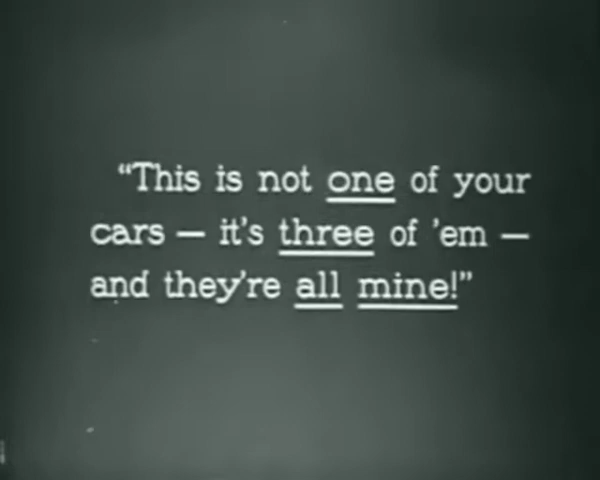 “This is not one of your
cars — it's three of 'em —
and they're all mine!”